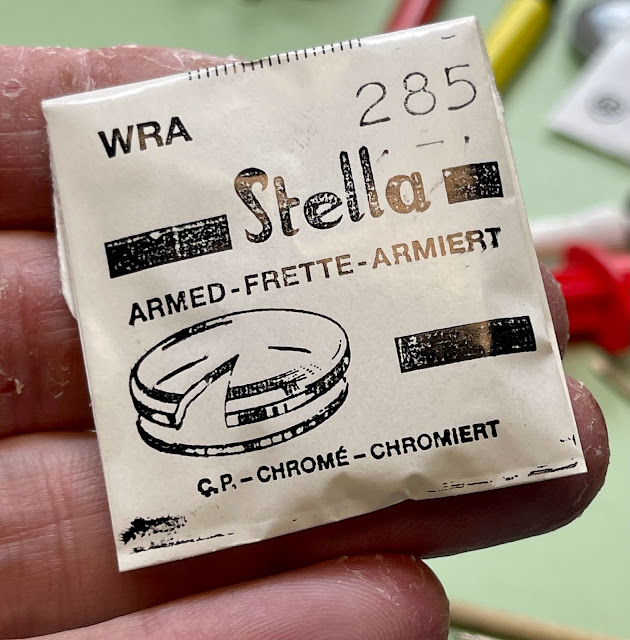 WRA 285
Stella
ARMED-FRETTE-ARMIERT
C.P.-CHROMÉ-CHROMIERT